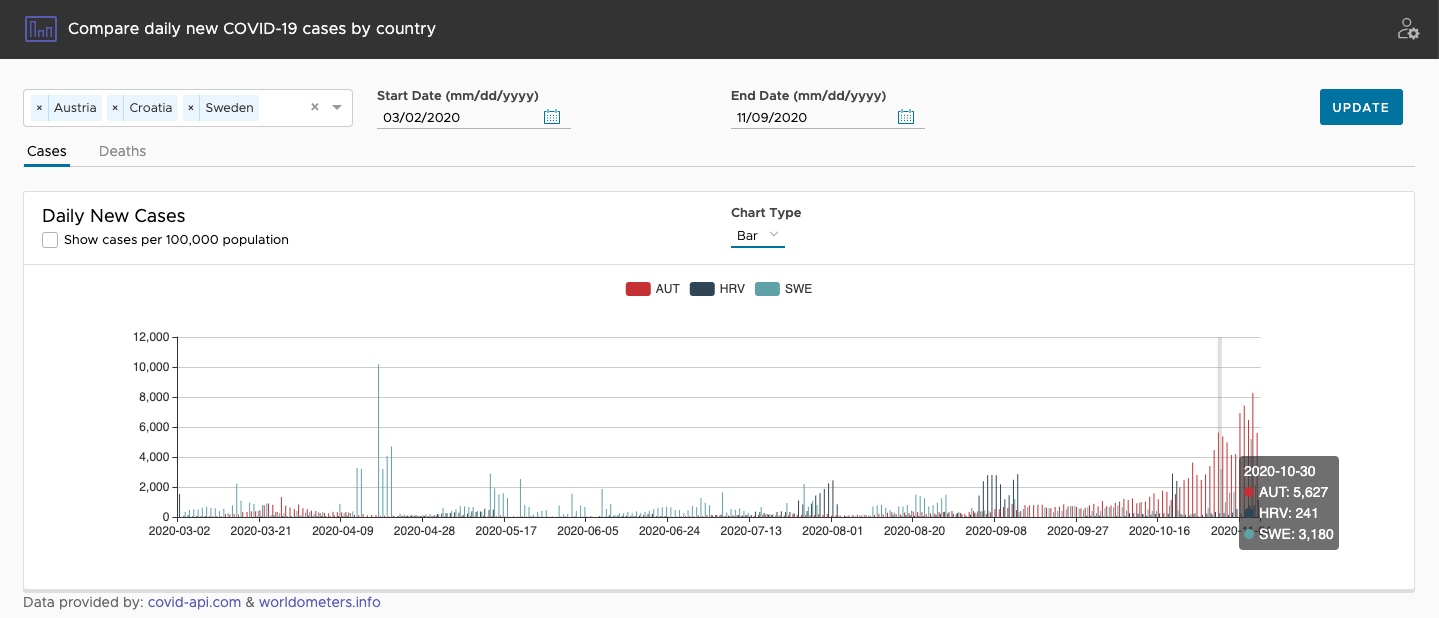 Compare daily new COVID-19 cases by country
× Austria × Croatia × Sweden ×
Start Date (mm/dd/yyyy)
03/02/2020
End Date (mm/dd/yyyy)
11/09/2020
UPDATE
Cases Deaths
Daily New Cases
Show cases per 100,000 population
Chart Type
Bar
AUT HRV SWE
12,000
10,000
8,000
6,000
4,000
2,000
0
2020-03-02 2020-03-21 2020-04-09 2020-04-28 2020-05-17 2020-06-05 2020-06-24 2020-07-13 2020-08-01 2020-08-20 2020-09-08 2020-09-27 2020-10-16
2020-10-30
AUT: 5,627
HRV: 241
SWE: 3,180
Data provided by: covid-api.com & worldometers.info